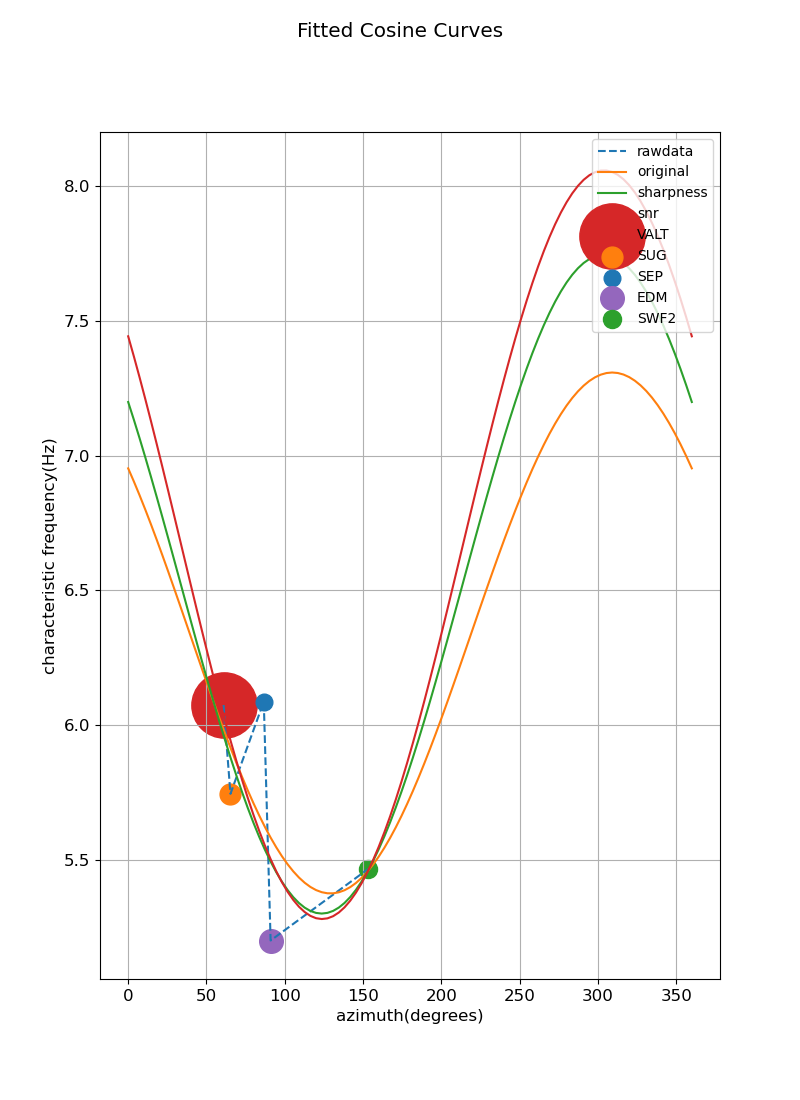 Fitted Cosine Curves
rawdata
original
sharpness
snr
VALT
SUG
SEP
EDM
SWF2
characteristic frequency(Hz)
8.0
7.5
7.0
6.5
6.0
5.5
0 50 100 150 200 250 300 350
azimuth(degrees)